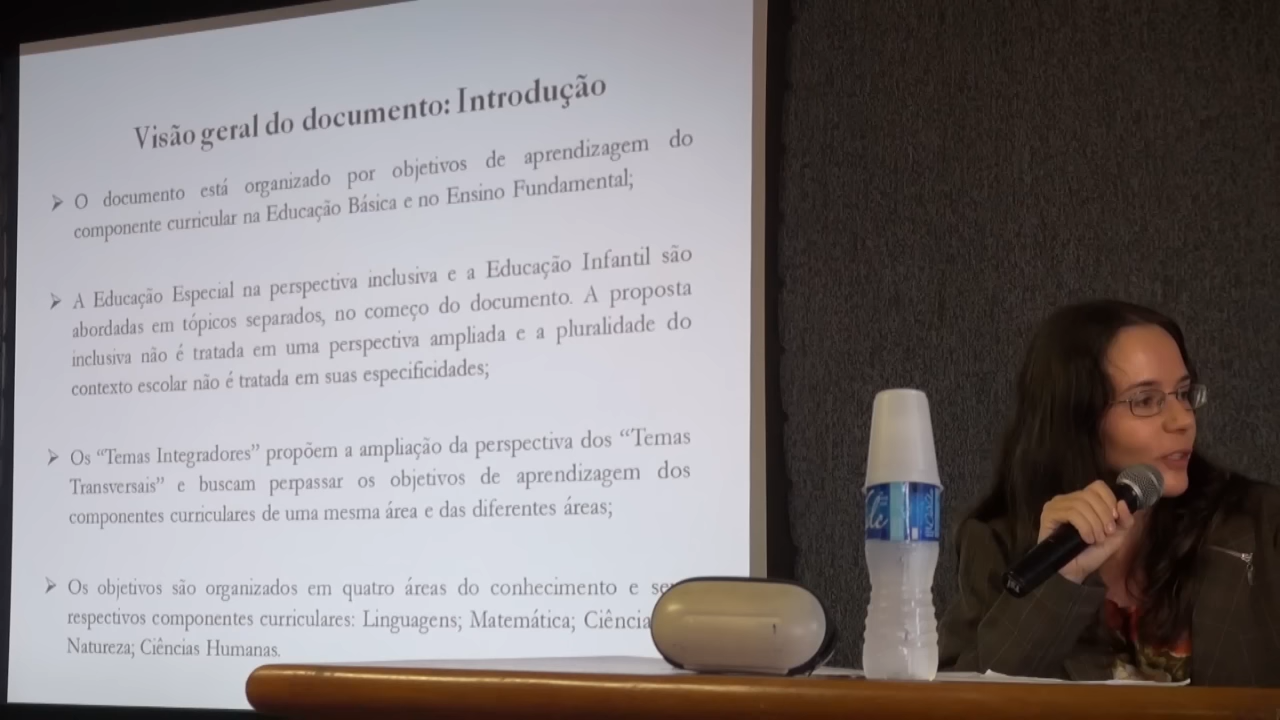 Visão geral do documento: Introdução
➢ O documento está organizado por objetivos de aprendizagem do
componente curricular na Educação Básica e no Ensino Fundamental;
➢ A Educação Especial na perspectiva inclusiva e a Educação Infantil são
abordadas em tópicos separados, no começo do documento. A proposta
inclusiva não é tratada em uma perspectiva ampliada e a pluralidade do
contexto escolar não é tratada em suas especificidades;
➢ Os “Temas Integradores” propõem a ampliação da perspectiva dos “Temas
Transversais” e buscam perpassar os objetivos de aprendizagem dos
componentes curriculares de uma mesma área e das diferentes áreas;
➢ Os objetivos são organizados em quatro áreas do conhecimento e
respectivos componentes curriculares: Linguagens; Matemática;
Natureza; Ciências Humanas.